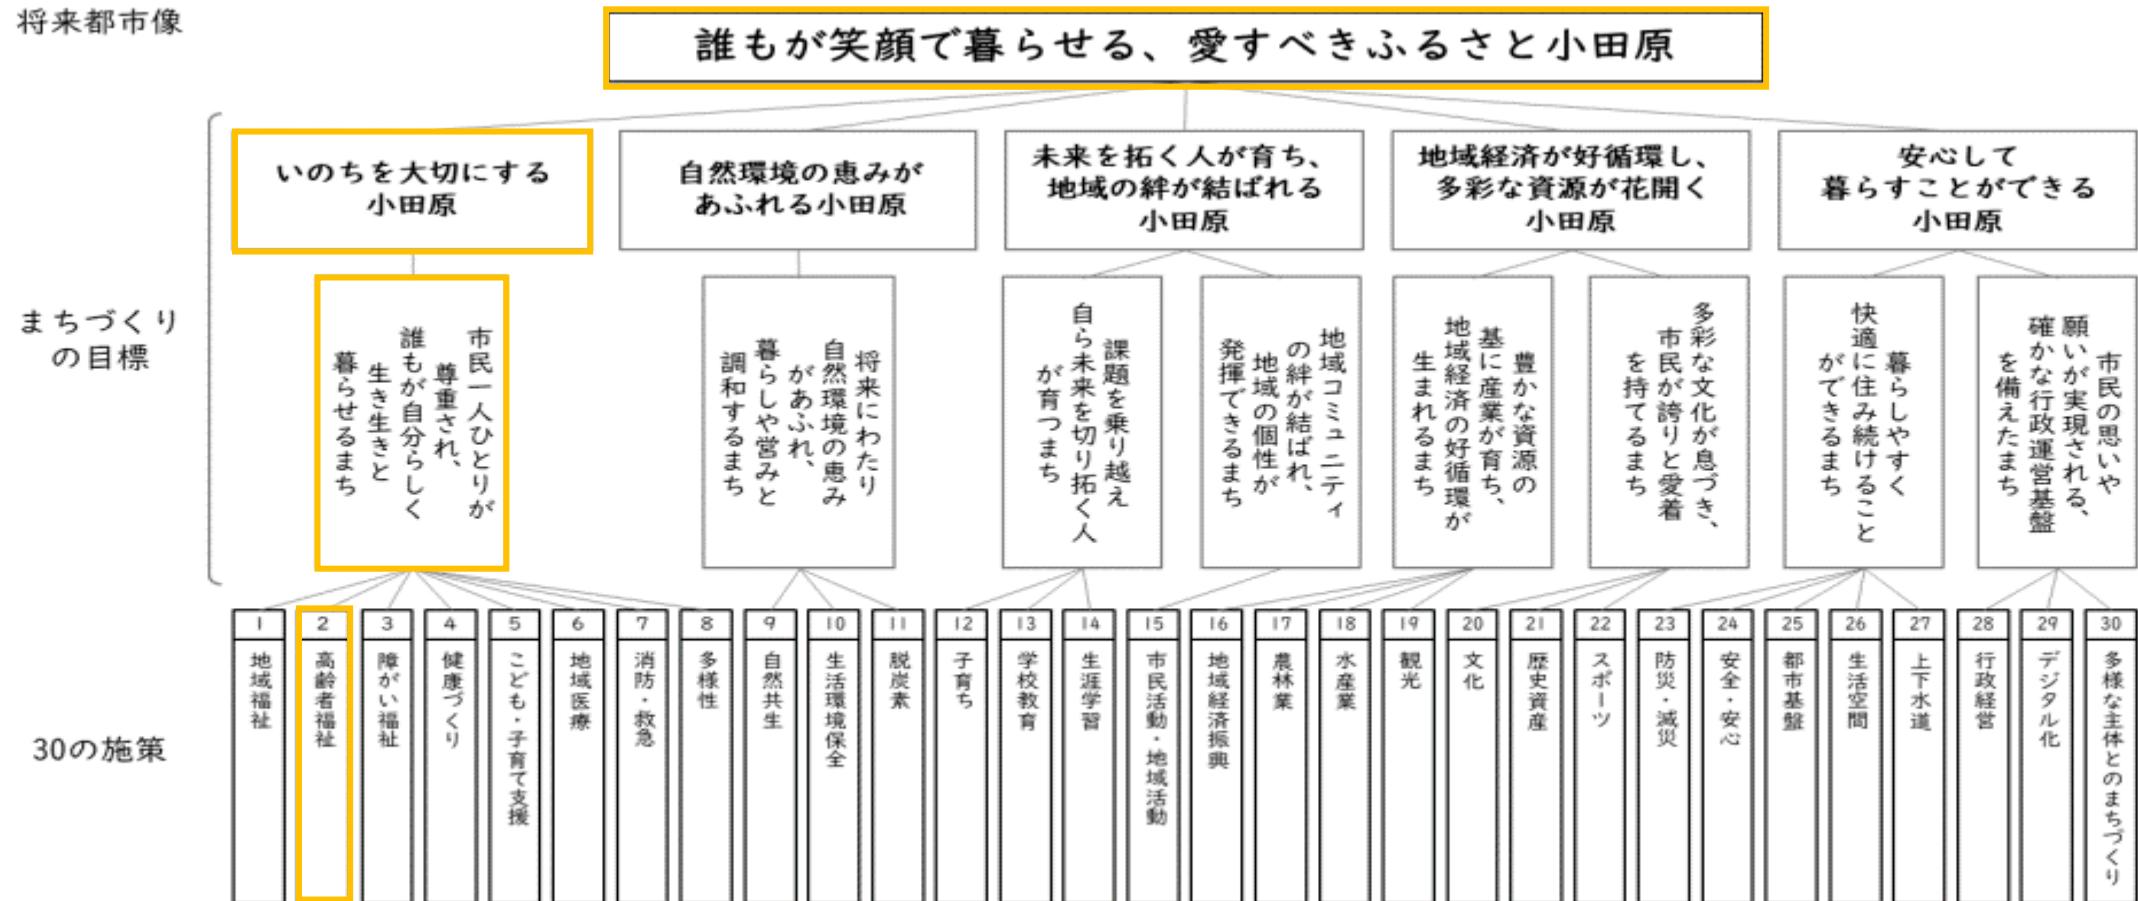 将来都市像
誰もが笑顔で暮らせる、愛すべきふるさと小田原
まちづくり
の目標
いのちを大切にする
小田原
自然環境の恵みが
あふれる小田原
未来を拓く人が育ち、
地域の絆が結ばれる
小田原
地域経済が好循環し、
多彩な資源が花開く
小田原
安心して
暮らすことができる
小田原
市民一人ひとりが
尊重され、
誰もが自分らしく
生き生きと
暮らせるまち
将来にわたり
自然環境の恵み
があふれ、
暮らしや営みと
調和するまち
課題を乗り越え
自ら未来を切り拓く人
が育つまち
地域コミュニティ
の絆が結ばれ、
地域の個性が
発揮できるまち
豊かな資源の
基に産業が育ち、
地域経済の好循環が
生まれるまち
多彩な文化が息づき、
市民が誇りと愛着
を持てるまち
暮らしやすく
快適に住み続けること
ができるまち
市民の思いや
願いが実現される、
確かな行政運営基盤
を備えたまち
30の施策
1
地域福祉
2
高齢者福祉
3
障がい福祉
4
健康づくり
5
こども・子育て支援
6
地域医療
7
消防・救急
8
多様性
9
自然共生
10
生活環境保全
11
脱炭素
12
子育ち
13
学校教育
14
生涯学習
15
市民活動・地域活動
16
地域経済振興
17
農林業
18
水産業
19
観光
20
文化
21
歴史資産
22
スポーツ
23
防災・減災
24
安全・安心
25
都市基盤
26
生活空間
27
上下水道
28
行政経営
29
デジタル化
30
多様な主体とのまちづくり